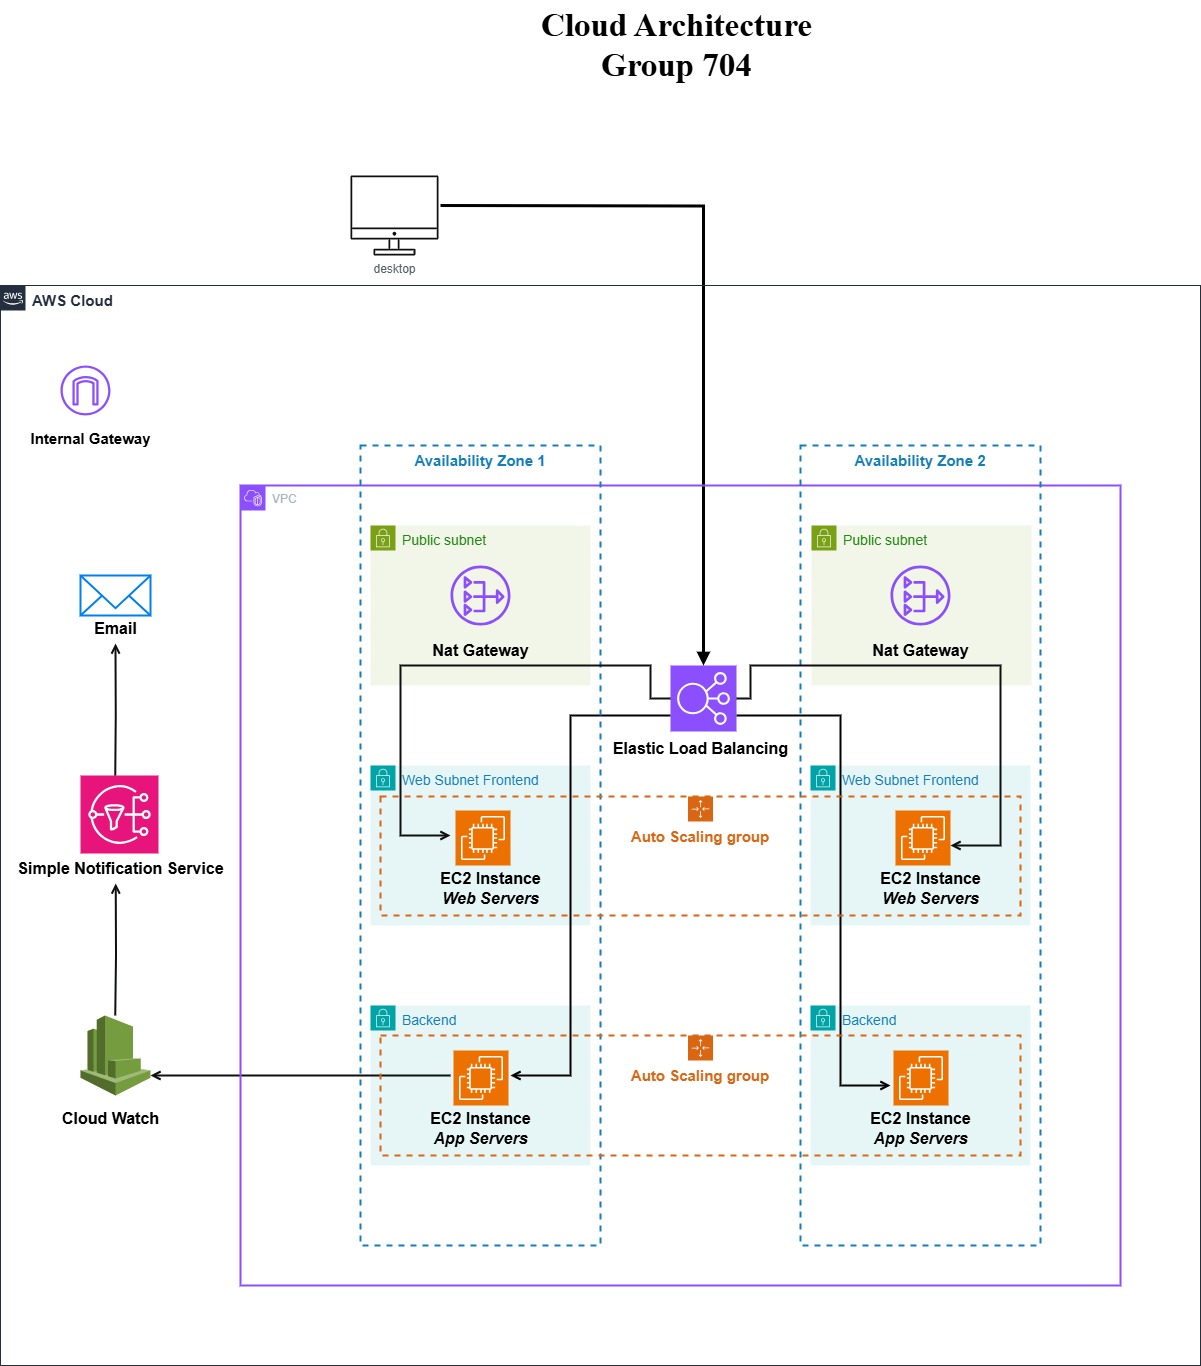 Cloud Architecture
Group 704
desktop
aws
AWS Cloud
Internal Gateway
Availability Zone 1
Availability Zone 2
VPC
Public subnet
Public subnet
Nat Gateway
Nat Gateway
Email
Elastic Load Balancing
Web Subnet Frontend
Web Subnet Frontend
Auto Scaling group
Simple Notification Service
EC2 Instance
Web Servers
EC2 Instance
Web Servers
Backend
Backend
Auto Scaling group
Cloud Watch
EC2 Instance
App Servers
EC2 Instance
App Servers